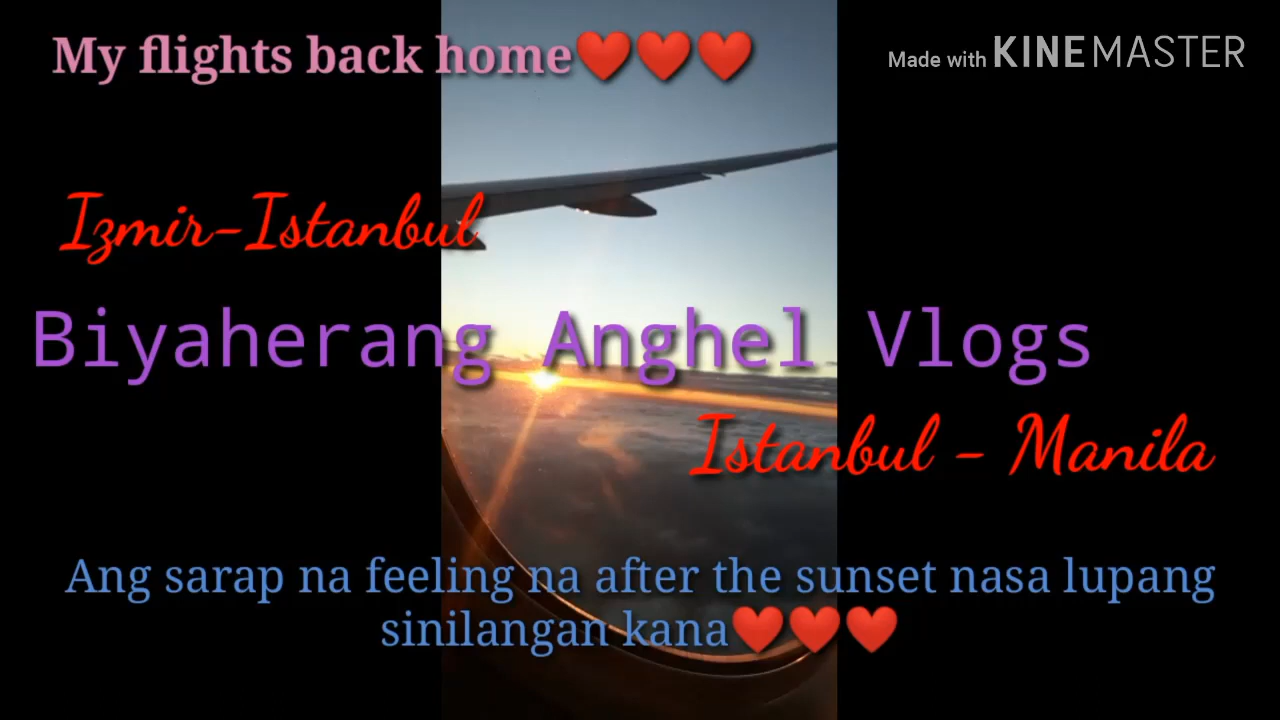 My flights back home❤❤❤
Made with KINEMASTER
Izmir-Istanbul
Biyaherang Anghel Vlogs
Istanbul - Manila
Ang sarap na feeling na after the sunset nasa lupang
sinilangan kana❤❤❤